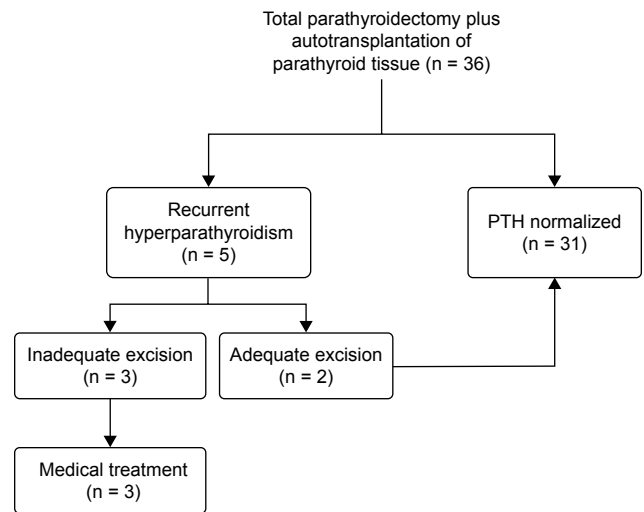 Total parathyroidectomy plus
autotransplantation of
parathyroid tissue (n = 36)
Recurrent
hyperparathyroidism
(n = 5)
PTH normalized
(n = 31)
Inadequate excision
(n = 3)
Adequate excision
(n = 2)
Medical treatment
(n = 3)